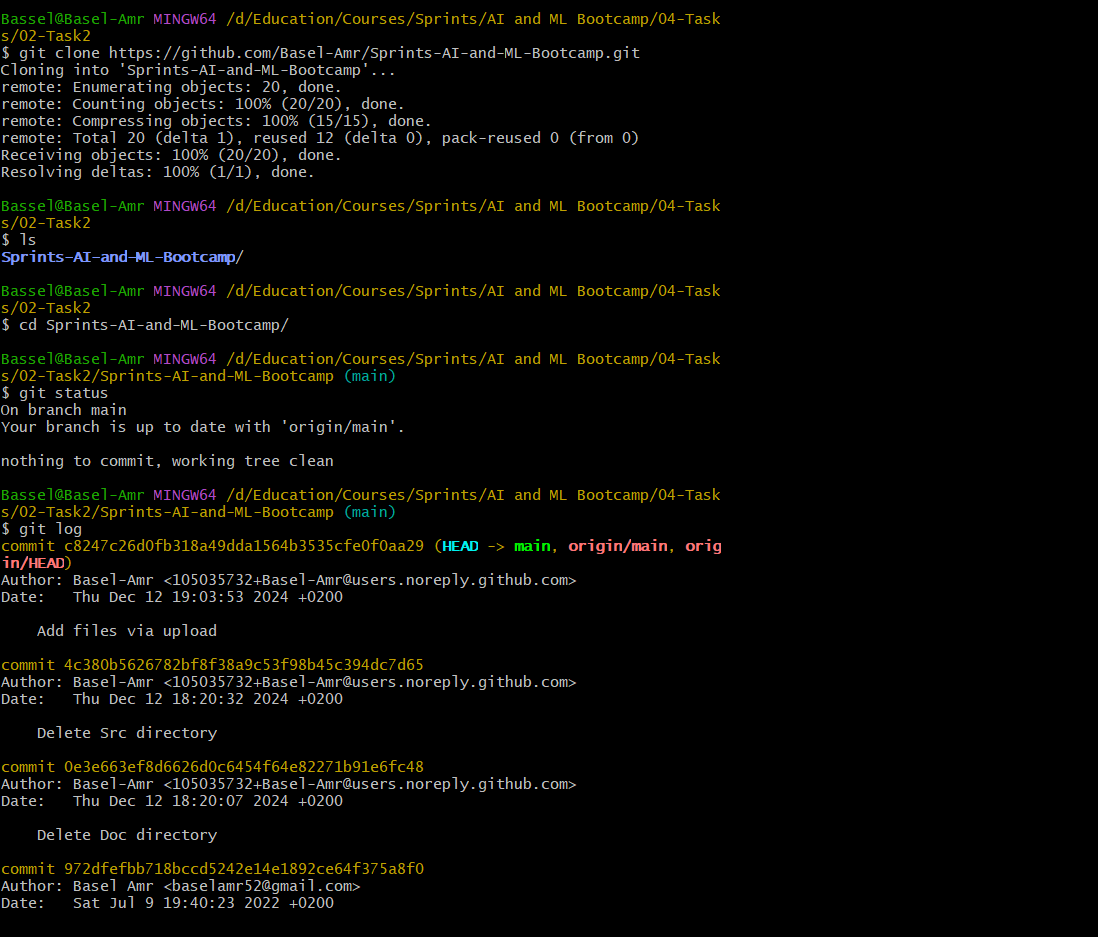 Bassel@Basel-Amr MINGW64 /d/Education/Courses/Sprints/AI and ML Bootcamp/04-Task
s/02-Task2
$ git clone https://github.com/Basel-Amr/Sprints-AI-and-ML-Bootcamp.git
Cloning into 'Sprints-AI-and-ML-Bootcamp'...
remote: Enumerating objects: 20, done.
remote: Counting objects: 100% (20/20), done.
remote: Compressing objects: 100% (15/15), done.
remote: Total 20 (delta 1), reused 12 (delta 0), pack-reused 0 (from 0)
Receiving objects: 100% (20/20), done.
Resolving deltas: 100% (1/1), done.
Bassel@Basel-Amr MINGW64 /d/Education/Courses/Sprints/AI and ML Bootcamp/04-Task
s/02-Task2
$ ls
Sprints-AI-and-ML-Bootcamp/
Bassel@Basel-Amr MINGW64 /d/Education/Courses/Sprints/AI and ML Bootcamp/04-Task
s/02-Task2
$ cd Sprints-AI-and-ML-Bootcamp/
Bassel@Basel-Amr MINGW64 /d/Education/Courses/Sprints/AI and ML Bootcamp/04-Task
s/02-Task2/Sprints-AI-and-ML-Bootcamp (main)
$ git status
On branch main
Your branch is up to date with 'origin/main'.
nothing to commit, working tree clean
Bassel@Basel-Amr MINGW64 /d/Education/Courses/Sprints/AI and ML Bootcamp/04-Task
s/02-Task2/Sprints-AI-and-ML-Bootcamp (main)
$ git log
commit c8247c26d0fb318a49dda1564b3535cfe0f0aa29 (HEAD -> main, origin/main, orig
in/HEAD)
Author: Basel-Amr <105035732+Basel-Amr@users.noreply.github.com>
Date:   Thu Dec 12 19:03:53 2024 +0200
    Add files via upload
commit 4c380b5626782bf8f38a9c53f98b45c394dc7d65
Author: Basel-Amr <105035732+Basel-Amr@users.noreply.github.com>
Date:   Thu Dec 12 18:20:32 2024 +0200
    Delete Src directory
commit 0e3e663ef8d6626d0c6454f64e82271b91e6fc48
Author: Basel-Amr <105035732+Basel-Amr@users.noreply.github.com>
Date:   Thu Dec 12 18:20:07 2024 +0200
    Delete Doc directory
commit 972dfefbb718bccd5242e14e1892ce64f375a8f0
Author: Basel Amr <baselamr52@gmail.com>
Date:   Sat Jul 9 19:40:23 2022 +0200